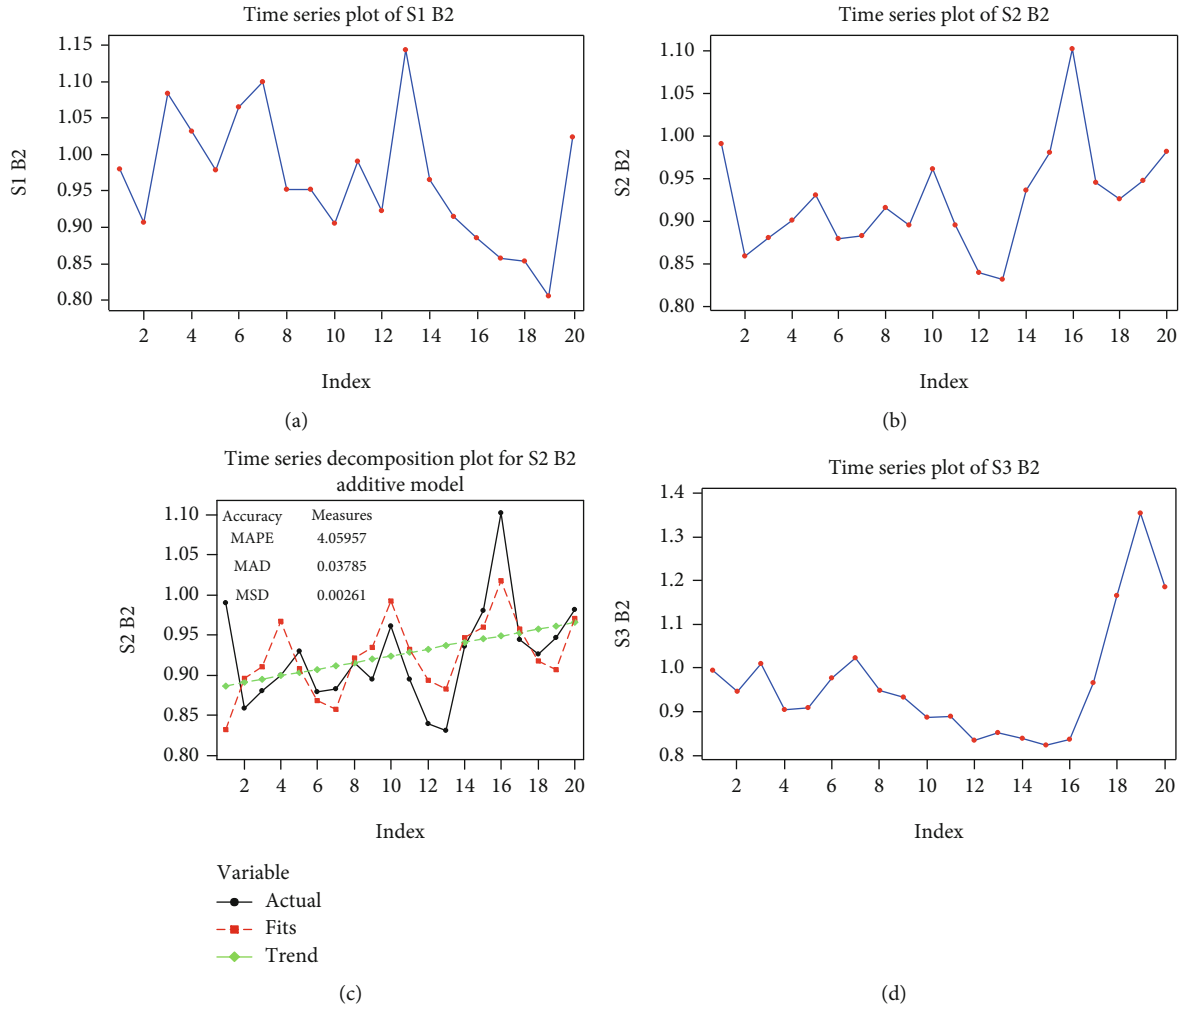 Time series plot of S1 B2
1.15
1.10
1.05
1.00
0.95
0.90
0.85
0.80
S1 B2
2 4 6 8 10 12 14 16 18 20
Index
(a)
Time series plot of S2 B2
1.10
1.05
1.00
0.95
0.90
0.85
0.80
S2 B2
2 4 6 8 10 12 14 16 18 20
Index
(b)
Time series decomposition plot for S2 B2
additive model
Accuracy Measures
MAPE 4.05957
MAD 0.03785
MSD 0.00261
1.10
1.05
1.00
0.95
0.90
0.85
0.80
S2 B2
2 4 6 8 10 12 14 16 18 20
Index
Variable
Actual
Fits
Trend
(c)
Time series plot of S3 B2
1.4
1.3
1.2
1.1
1.0
0.9
0.8
S3 B2
2 4 6 8 10 12 14 16 18 20
Index
(d)